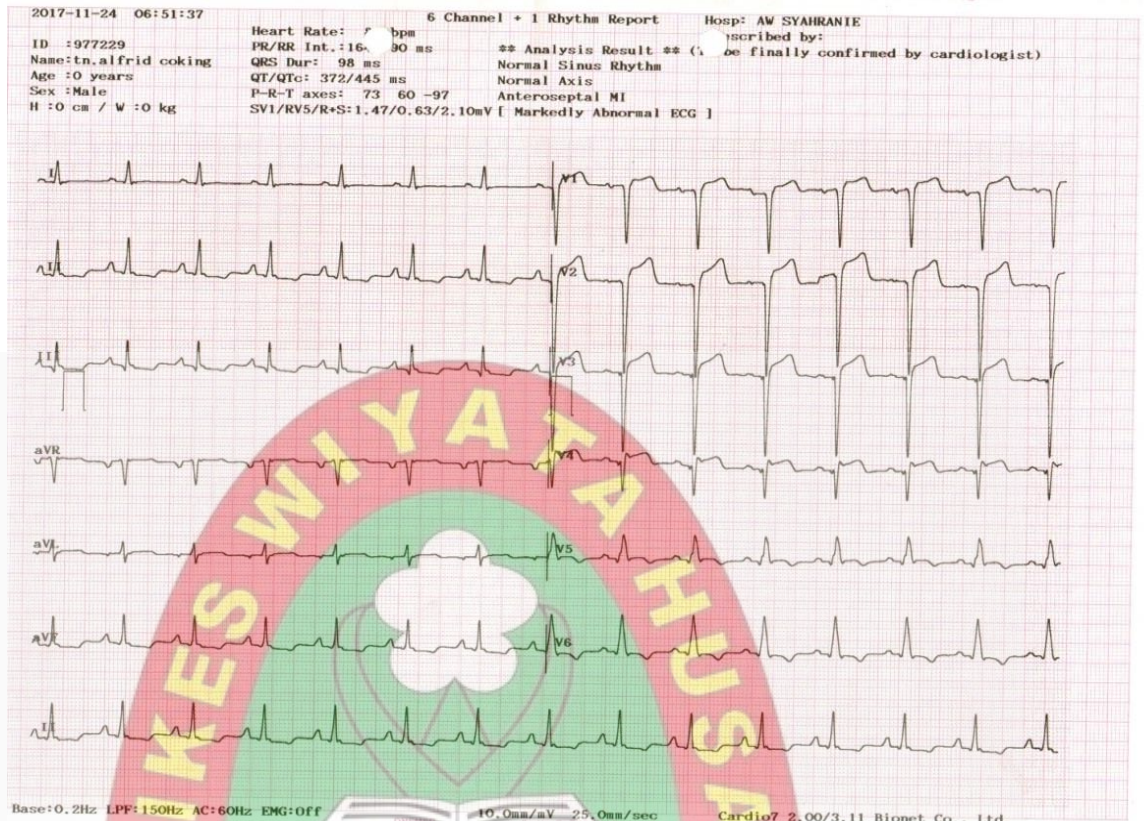 2017-11-24 06:51:37
6 Channel + 1 Rhythm Report
Hosp: AW SYAHRANIE
Heart Rate: bpm
ID :977229
PR/RR Int.:16 90 ms
** Analysis Result ** ( be finally confirmed by cardiologist)
Name:tn.alfrid coking
QRS Dur: 98 ms
Normal Sinus Rhythm
Age :0 years
QT/QTc: 372/445 ms
Normal Axis
Sex :Male
P-R-T axes: 73 60 -97
Anteroseptal MI
H :0 cm / W :0 kg
SV1/RV5/R+S:1.47/0.63/2.10mV
[ Markedly Abnormal ECG ]
I
V1
II
V2
III
V3
aVR
V4
aVL
V5
aVF
V6
II
KES WIYATA HUSA
Base:0.2Hz LPF:150Hz AC:60Hz EMG:Off
10.0mm/mV 25.0mm/sec
Cardio7 2.00/3.11 Bionet Co., Ltd